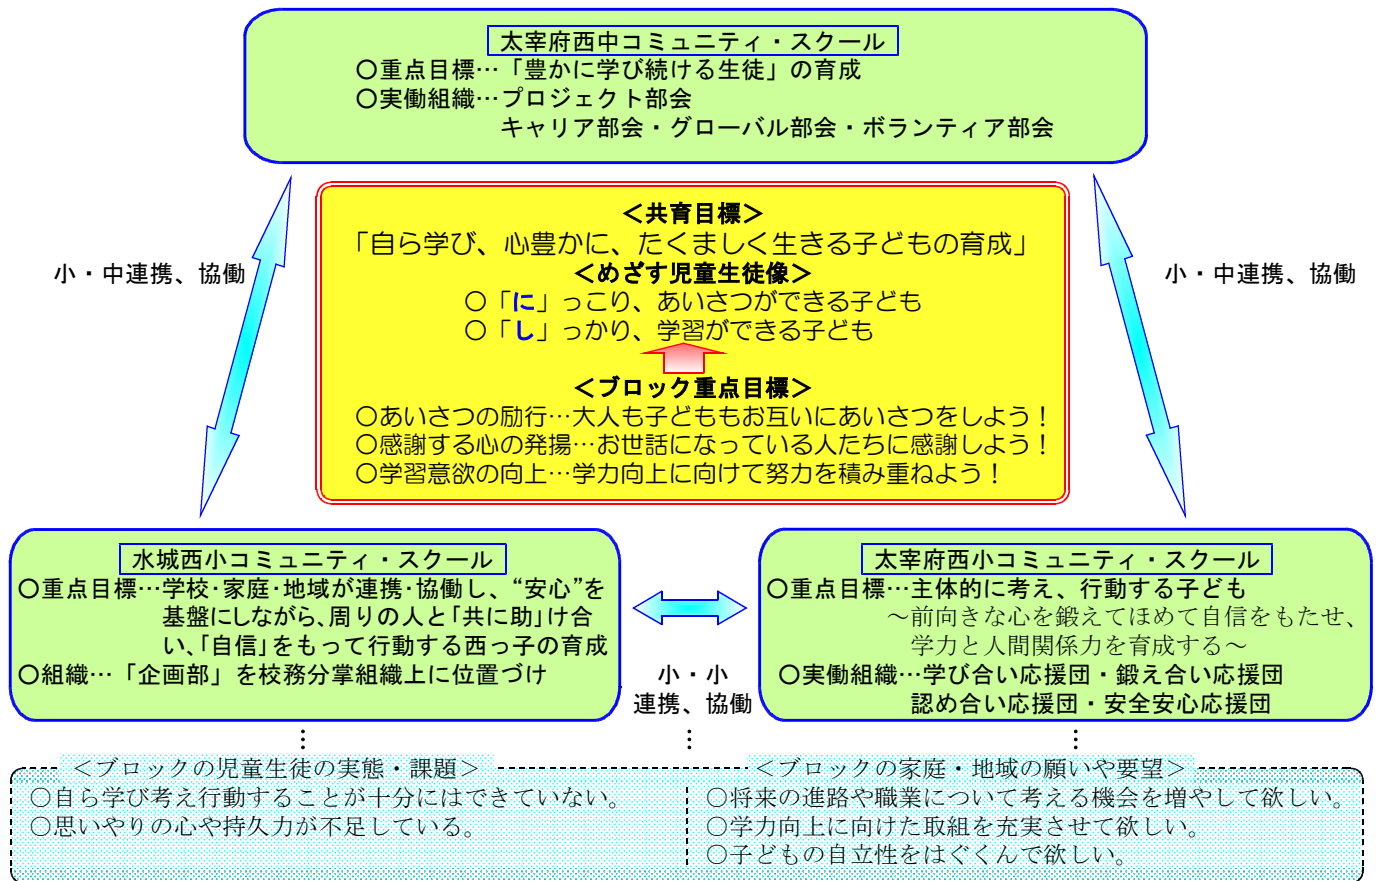 太宰府西中コミュニティ・スクール
〇重点目標…「豊かに学び続ける生徒」の育成
〇実働組織…プロジェクト部会
キャリア部会・グローバル部会・ボランティア部会
小・中連携、協働
＜共育目標＞
「自ら学び、心豊かに、たくましく生きる子どもの育成」
＜めざす児童生徒像＞
〇「に」っこり、あいさつができる子ども
〇「し」っかり、学習ができる子ども
＜ブロック重点目標＞
〇あいさつの励行…大人も子どももお互いにあいさつをしよう！
〇感謝する心の発揚…お世話になっている人たちに感謝しよう！
〇学習意欲の向上…学力向上に向けて努力を積み重ねよう！
小・中連携、協働
水城西小コミュニティ・スクール
〇重点目標…学校・家庭・地域が連携・協働し、“安心”を
基盤にしながら、周りの人と「共に助」け合
い、「自信」をもって行動する西っ子の育成
〇組織…「企画部」を校務分掌組織上に位置づけ
小・小
連携、協働
太宰府西小コミュニティ・スクール
〇重点目標…主体的に考え、行動する子ども
～前向きな心を鍛えてほめて自信をもたせ、
学力と人間関係力を育成する～
〇実働組織…学び合い応援団・鍛え合い応援団
認め合い応援団・安全安心応援団
＜ブロックの児童生徒の実態・課題＞
〇自ら学び考え行動することが十分にはできていない。
〇思いやりの心や持久力が不足している。
＜ブロックの家庭・地域の願いや要望＞
〇将来の進路や職業について考える機会を増やして欲しい。
〇学力向上に向けた取組を充実させて欲しい。
〇子どもの自立性をはぐくんで欲しい。